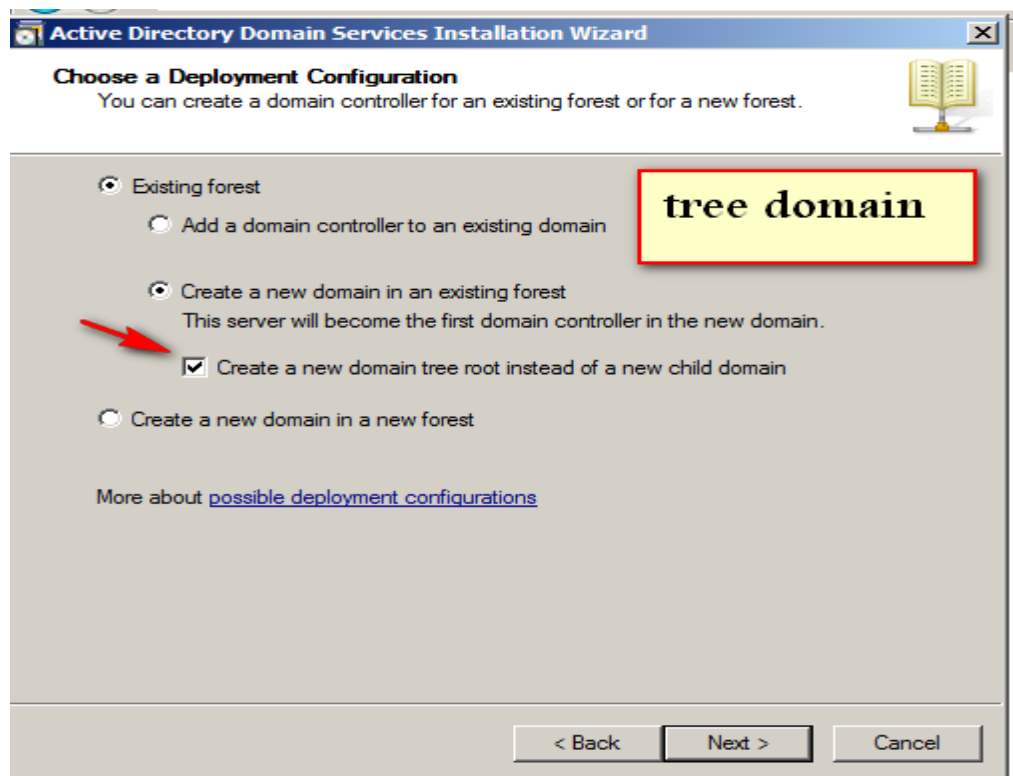 Active Directory Domain Services Installation Wizard
Choose a Deployment Configuration
You can create a domain controller for an existing forest or for a new forest.
Existing forest
tree domain
Add a domain controller to an existing domain
Create a new domain in an existing forest
This server will become the first domain controller in the new domain.
Create a new domain tree root instead of a new child domain
Create a new domain in a new forest
More about possible deployment configurations
< Back
Next >
Cancel